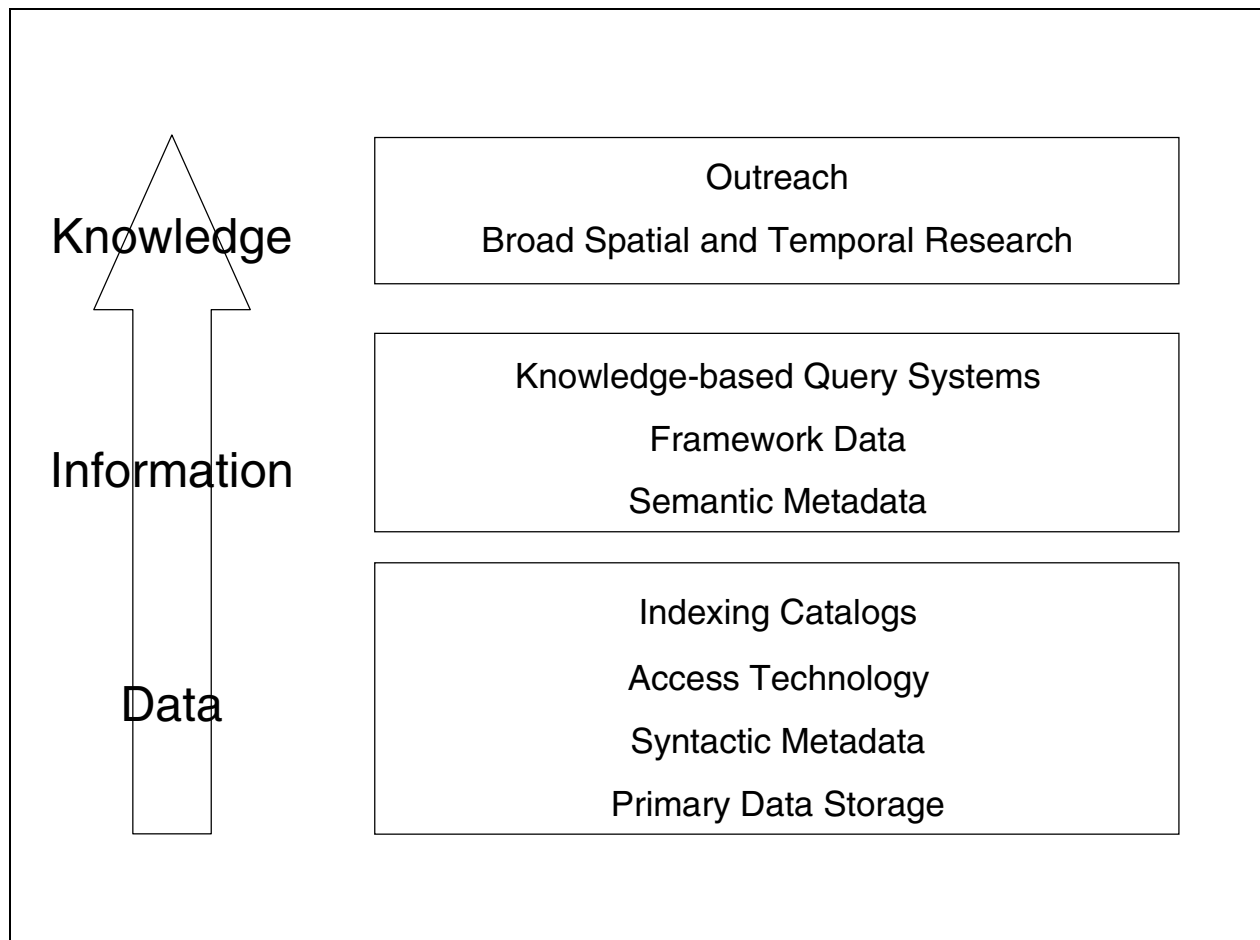 Knowledge
Outreach
Broad Spatial and Temporal Research
Information
Knowledge-based Query Systems
Framework Data
Semantic Metadata
Data
Indexing Catalogs
Access Technology
Syntactic Metadata
Primary Data Storage